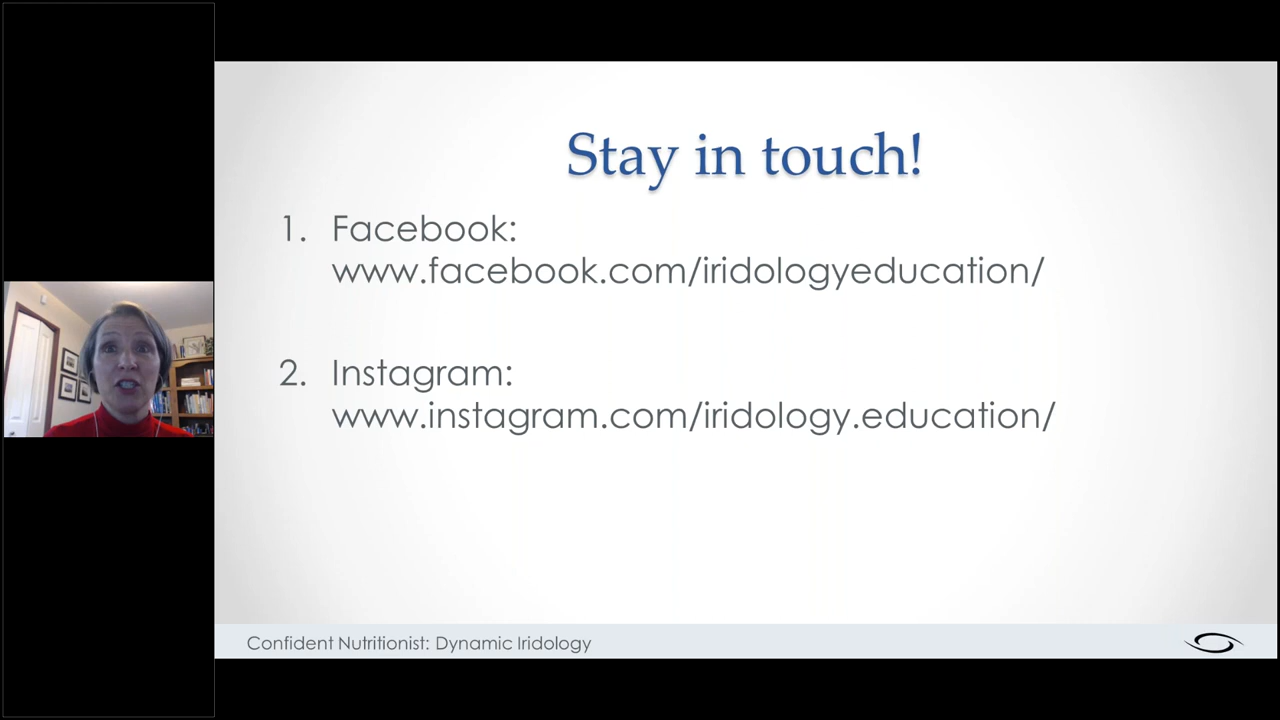 Stay in touch!
1. Facebook:
www.facebook.com/iridologyeducation/
2. Instagram:
www.instagram.com/iridology.education/
Confident Nutritionist: Dynamic Iridology